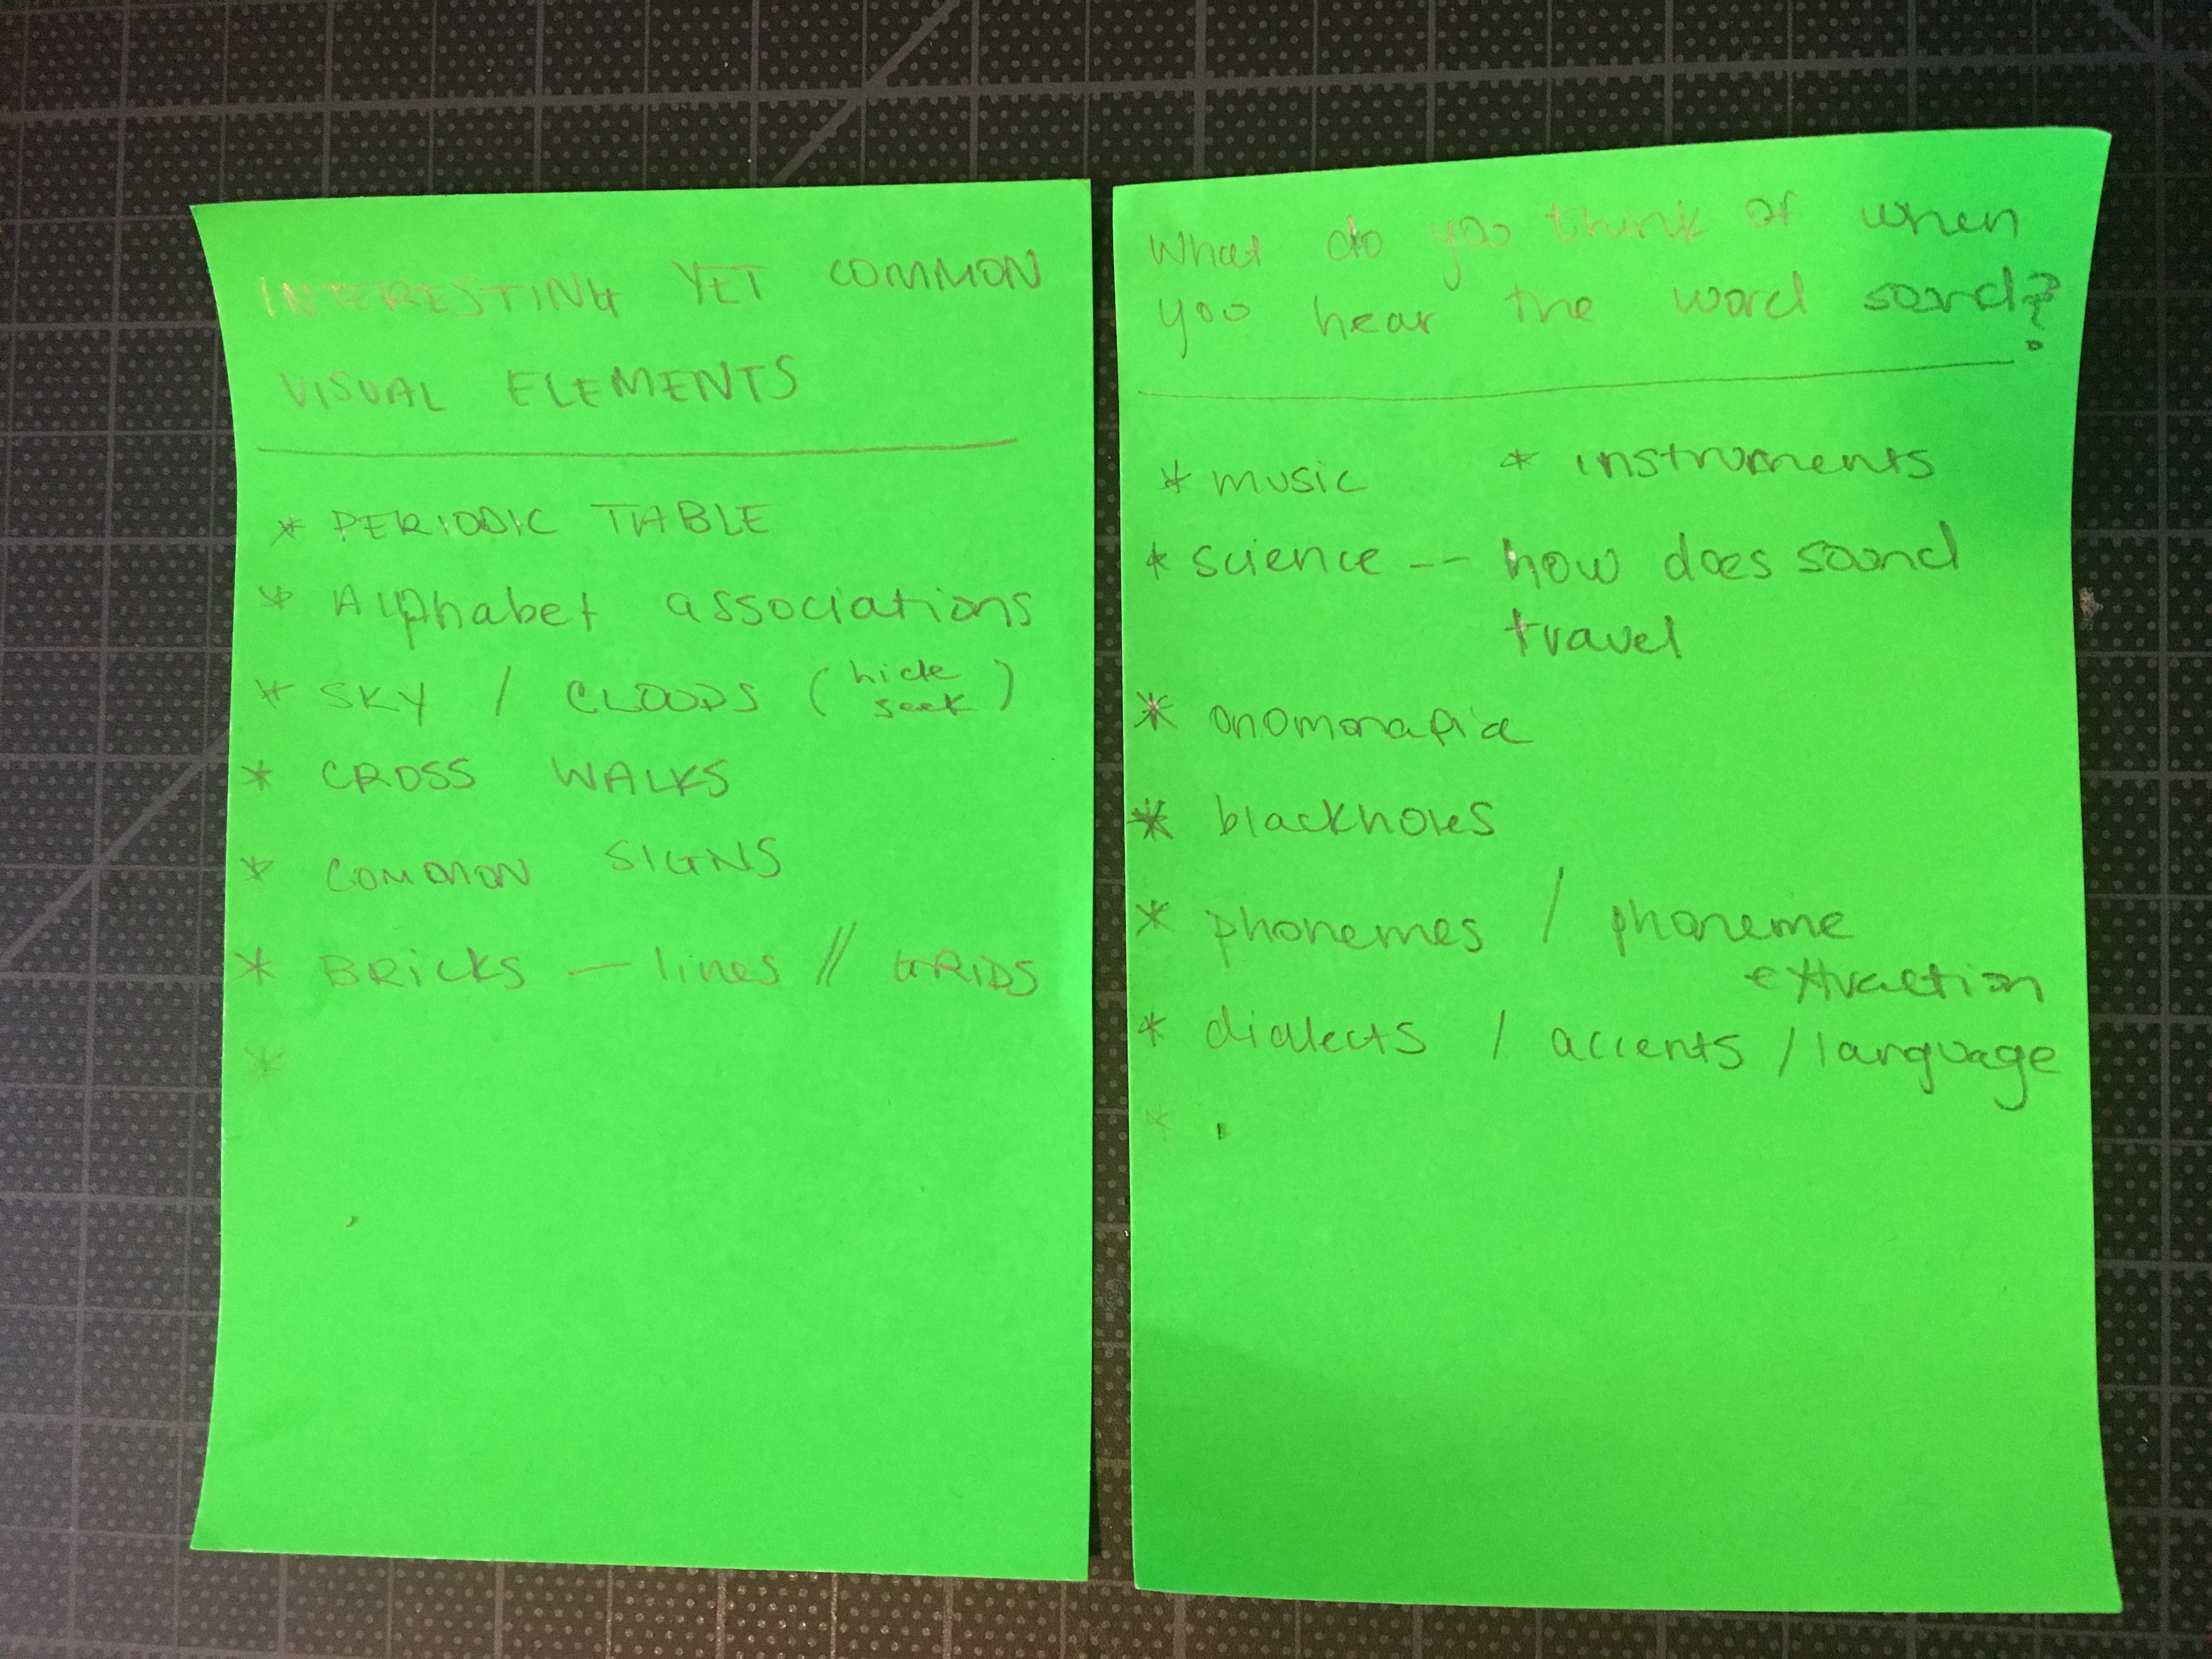 INTERESTING YET COMMON
VISUAL ELEMENTS
* PERIODIC TABLE
* Alphabet associations
* SKY / CLOUDS (hide seek)
* CROSS WALKS
* COMMON SIGNS
* BRICKS — lines // GRIDS
*
What do you think of when
you hear the word sound?
* music * instruments
* science -- how does sound
travel
* onomonapia
* blackholes
* phonemes / phoneme
extraction
* dialects / accents / language
*